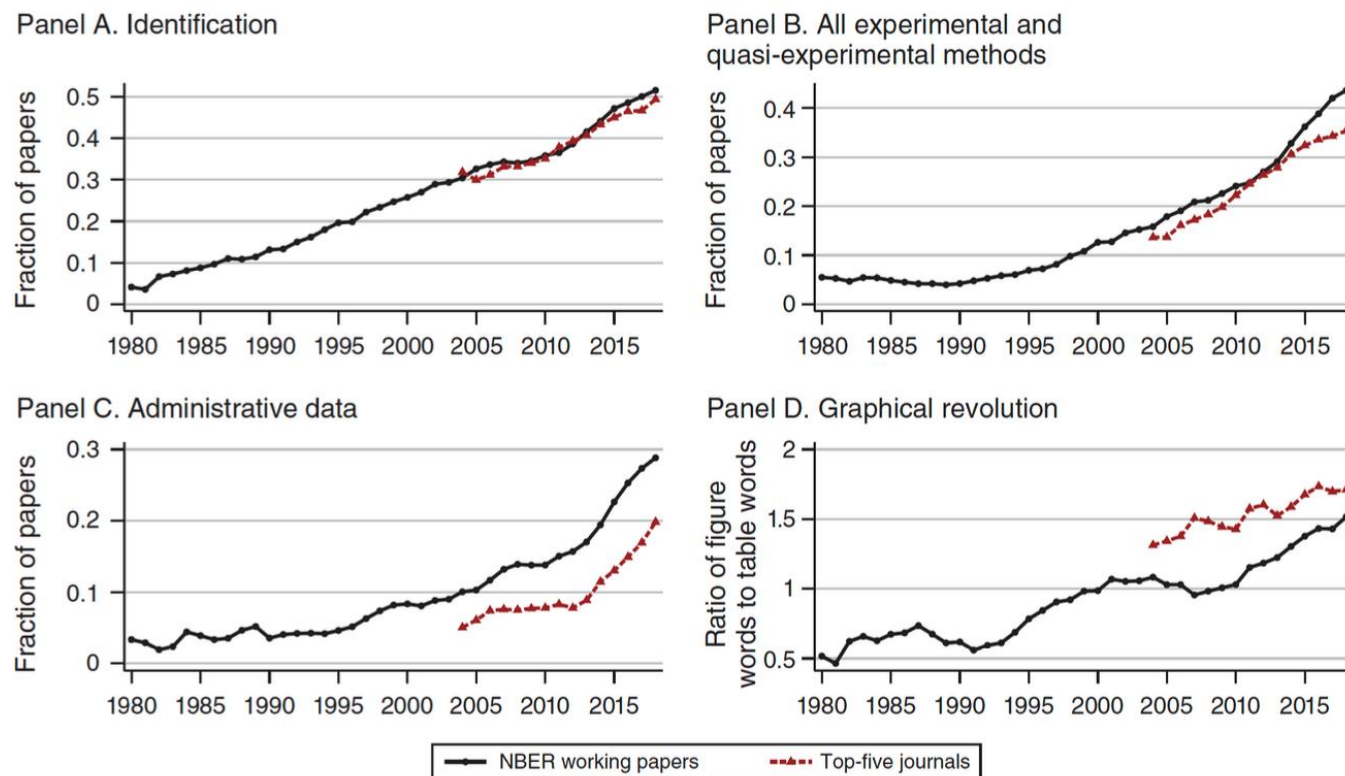 Panel A. Identification
Fraction of papers
0.5
0.4
0.3
0.2
0.1
0
1980 1985 1990 1995 2000 2005 2010 2015
Panel B. All experimental and
quasi-experimental methods
Fraction of papers
0.4
0.3
0.2
0.1
0
1980 1985 1990 1995 2000 2005 2010 2015
Panel C. Administrative data
Fraction of papers
0.3
0.2
0.1
0
1980 1985 1990 1995 2000 2005 2010 2015
Panel D. Graphical revolution
Ratio of figure
words to table words
2
1.5
1
0.5
1980 1985 1990 1995 2000 2005 2010 2015
NBER working papers
Top-five journals